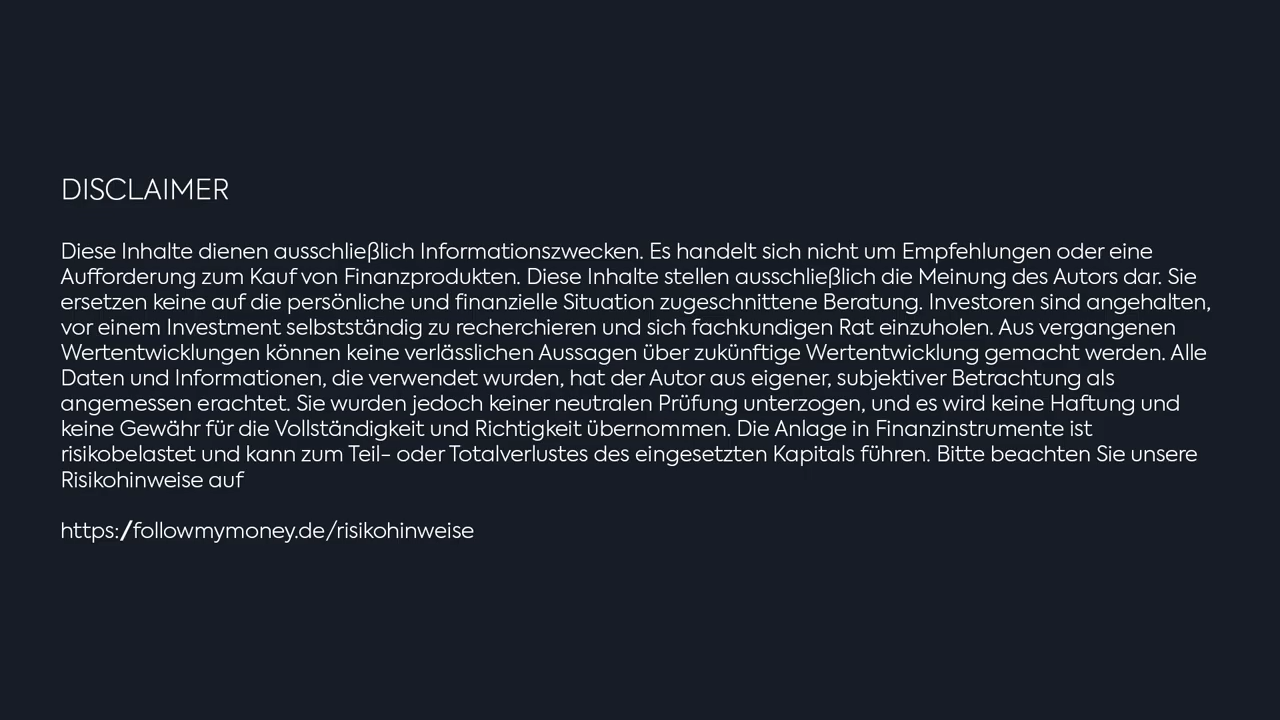 DISCLAIMER
Diese Inhalte dienen ausschließlich Informationszwecken. Es handelt sich nicht um Empfehlungen oder eine
Aufforderung zum Kauf von Finanzprodukten. Diese Inhalte stellen ausschließlich die Meinung des Autors dar. Sie
ersetzen keine auf die persönliche und finanzielle Situation zugeschnittene Beratung. Investoren sind angehalten,
vor einem Investment selbstständig zu recherchieren und sich fachkundigen Rat einzuholen. Aus vergangenen
Wertentwicklungen können keine verlässlichen Aussagen über zukünftige Wertentwicklung gemacht werden. Alle
Daten und Informationen, die verwendet wurden, hat der Autor aus eigener, subjektiver Betrachtung als
angemessen erachtet. Sie wurden jedoch keiner neutralen Prüfung unterzogen, und es wird keine Haftung und
keine Gewähr für die Vollständigkeit und Richtigkeit übernommen. Die Anlage in Finanzinstrumente ist
risikobelastet und kann zum Teil- oder Totalverlustes des eingesetzten Kapitals führen. Bitte beachten Sie unsere
Risikohinweise auf
https://followmymoney.de/risikohinweise